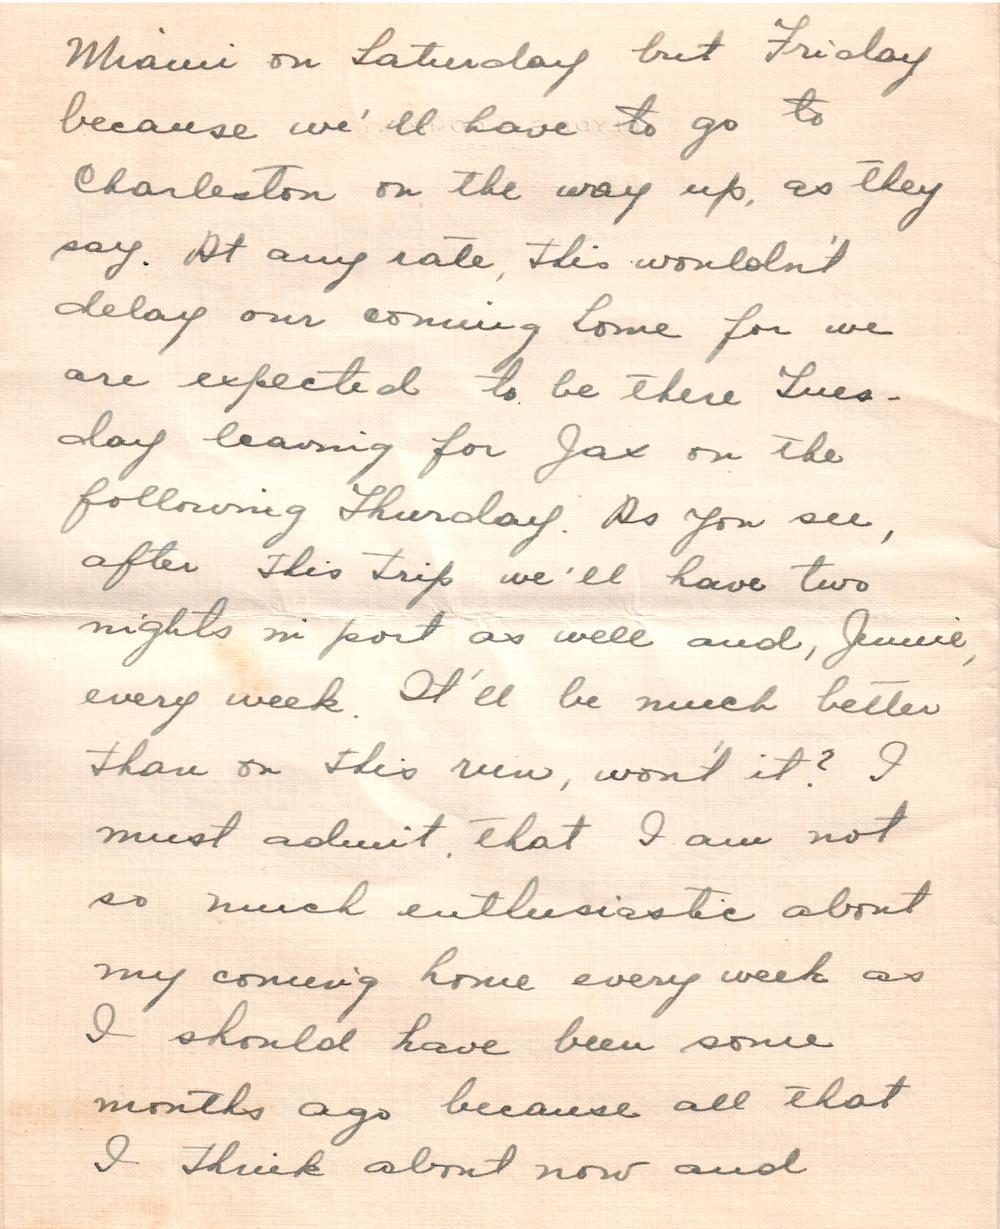 Miami on Saturday but Friday
because we'll have to go to
Charleston on the way up, as they
say. At any rate, this wouldn't
delay our coming home for we
are expected to be there Tues-
day leaving for Jax on the
following Thursday. As you see,
after this trip we'll have two
nights in port as well and, Jennie,
every week. It'll be much better
than on this run, won't it? I
must admit, that I am not
so much enthusiastic about
my coming home every week as
I should have been some
months ago because all that
I think about now and